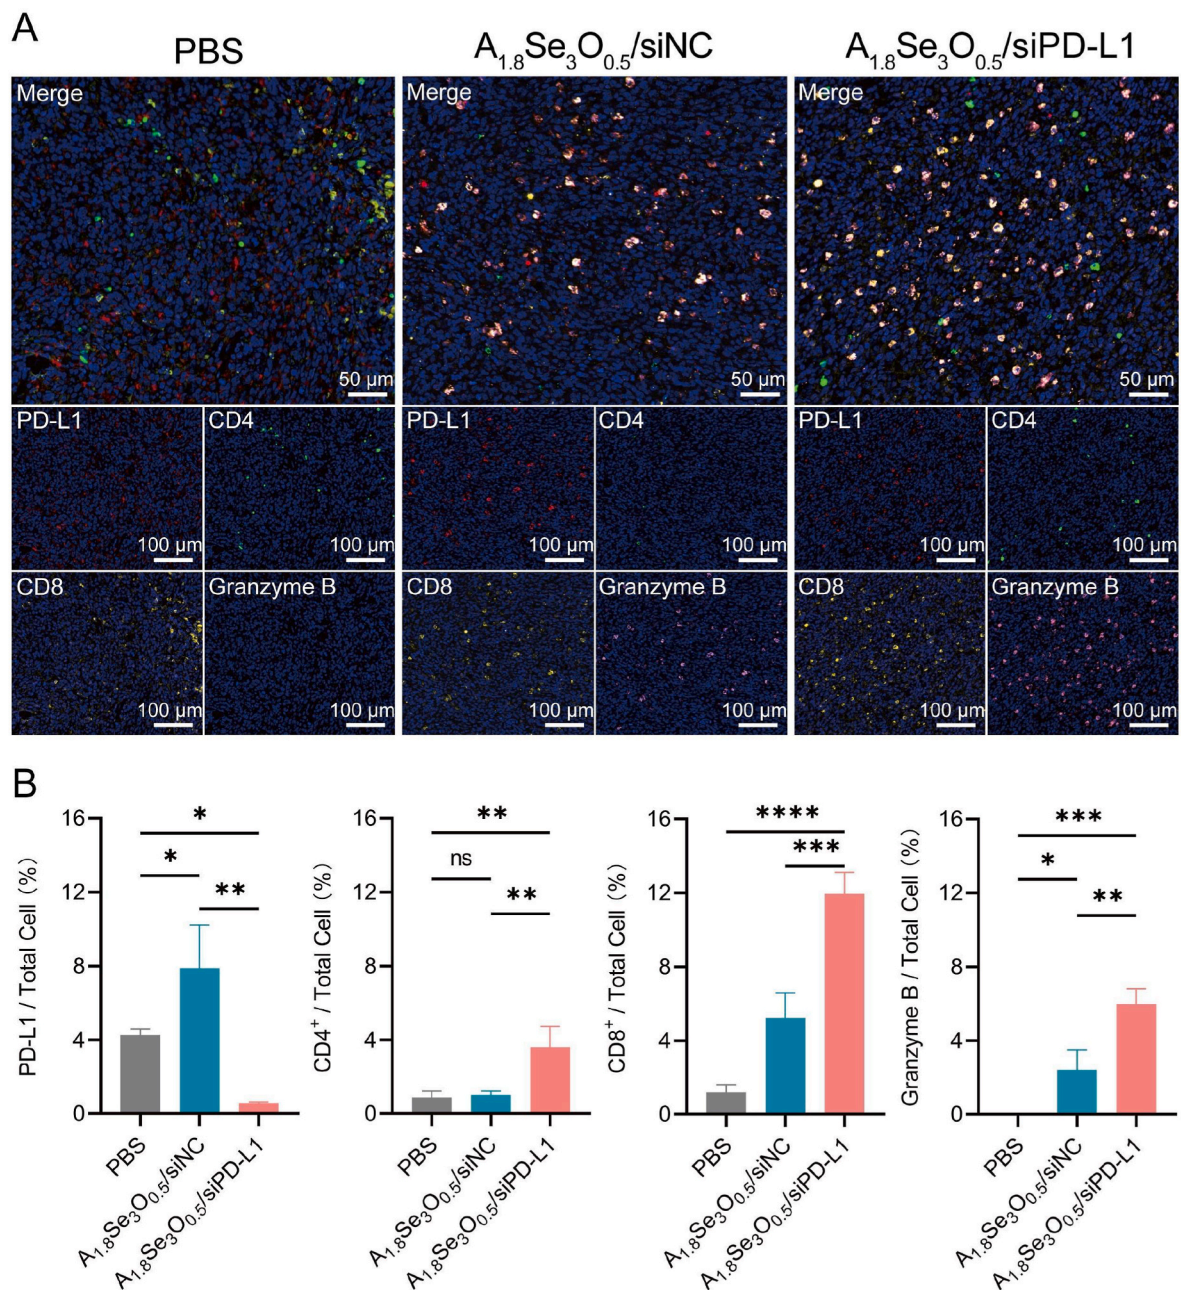 A
PBS
A1.8Se3O0.5/siNC
A1.8Se3O0.5/siPD-L1
Merge
50 µm
Merge
50 µm
Merge
50 µm
PD-L1
100 µm
CD4
100 µm
PD-L1
100 µm
CD4
100 µm
PD-L1
100 µm
CD4
100 µm
CD8
100 µm
Granzyme B
100 µm
CD8
100 µm
Granzyme B
100 µm
CD8
100 µm
Granzyme B
100 µm
B
PD-L1 / Total Cell (%)
16
12
8
4
0
*
*
**
PBS
A1.8Se3O0.5/siNC
A1.8Se3O0.5/siPD-L1
CD4+ / Total Cell (%)
16
12
8
4
0
**
ns
**
PBS
A1.8Se3O0.5/siNC
A1.8Se3O0.5/siPD-L1
CD8+ / Total Cell (%)
16
12
8
4
0
****
***
PBS
A1.8Se3O0.5/siNC
A1.8Se3O0.5/siPD-L1
Granzyme B / Total Cell (%)
16
12
8
4
0
***
*
**
PBS
A1.8Se3O0.5/siNC
A1.8Se3O0.5/siPD-L1